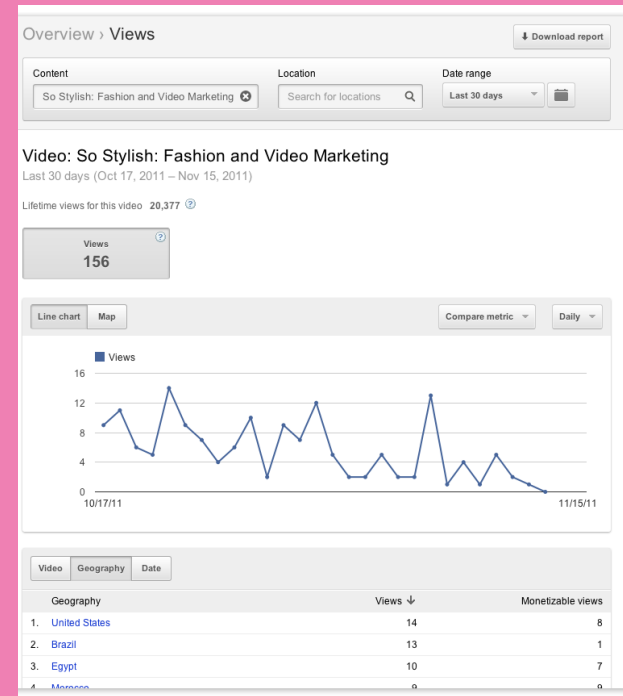 Overview › Views
Download report
Content Location Date range
So Stylish: Fashion and Video Marketing Search for locations Last 30 days
Video: So Stylish: Fashion and Video Marketing
Last 30 days (Oct 17, 2011 – Nov 15, 2011)
Lifetime views for this video 20,377 ?
Views ?
156
Line chart Map Compare metric Daily
Views
16
12
8
4
0
10/17/11 11/15/11
Video Geography Date
Geography Views Monetizable views
1. United States 14 8
2. Brazil 13 1
3. Egypt 10 7
4. Morocco 9 9